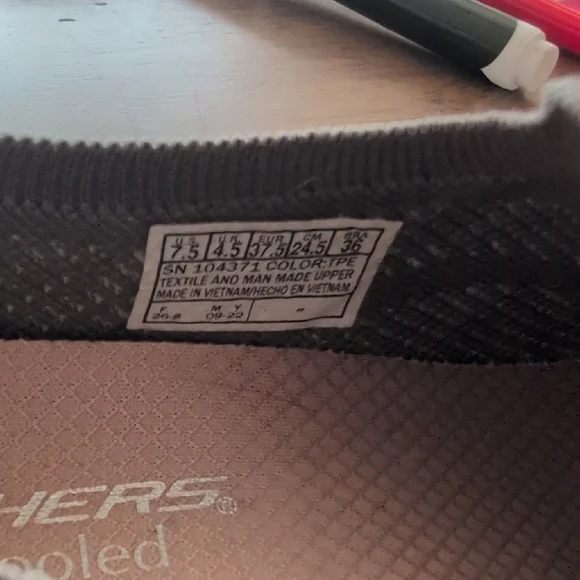 U.S. U.K. EUR CM BRA
7.5 4.5 37.5 24.5 36
SN 104371 COLOR:TPE
TEXTILE AND MAN MADE UPPER
MADE IN VIETNAM/HECHO EN VIETNAM
F M Y
09-22 -
HERS®
ooled